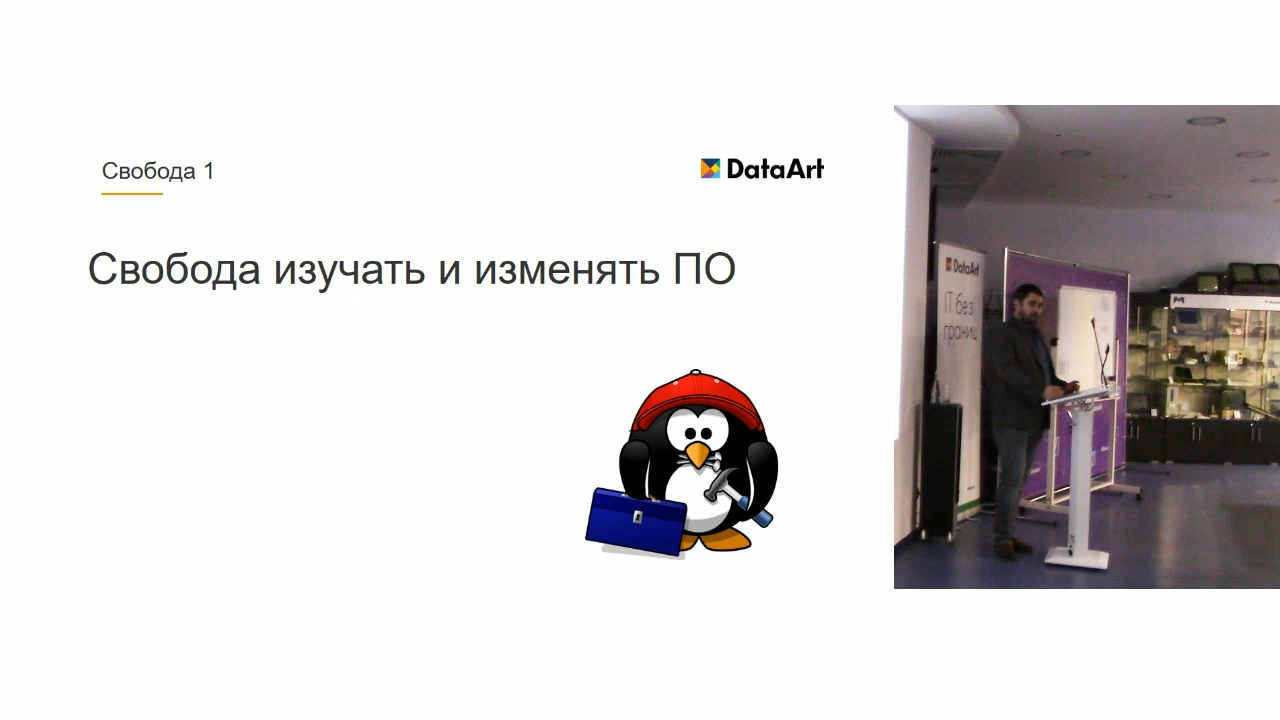 Свобода 1
DataArt
Свобода изучать и изменять ПО
DataArt
IT без
границ